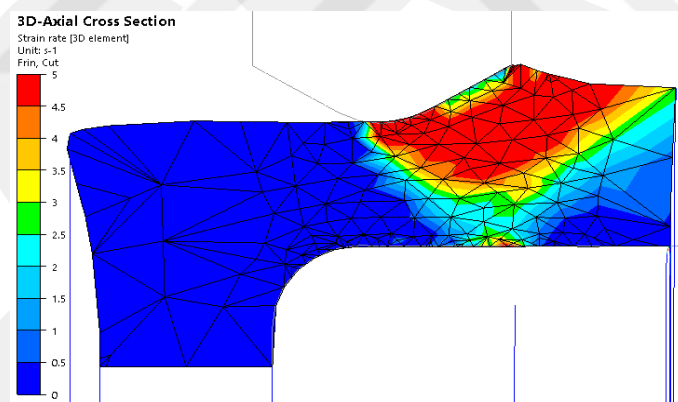 3D-Axial Cross Section
Strain rate [3D element]
Unit: s-1
Frin, Cut
5
4.5
4
3.5
3
2.5
2
1.5
1
0.5
0